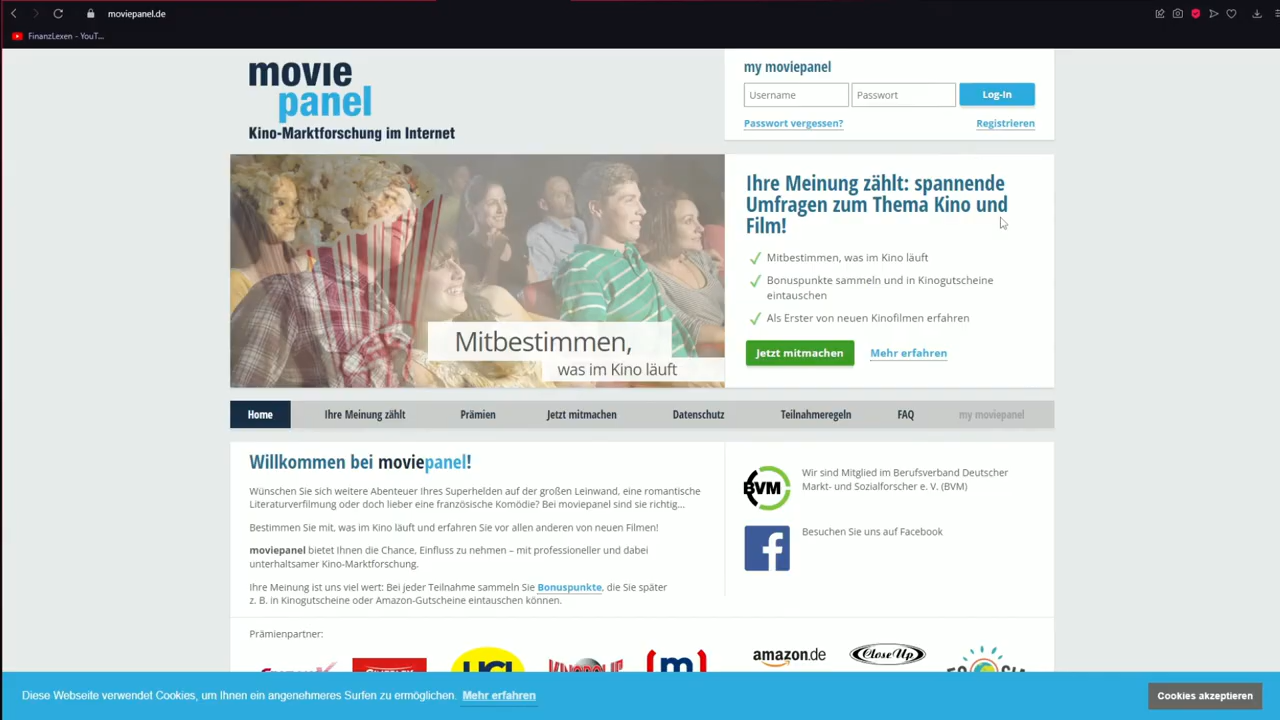 moviepanel.de
FinanzLexen - YouT...
movie
panel
Kino-Marktforschung im Internet
my moviepanel
Username
Passwort
Log-In
Passwort vergessen?
Registrieren
Ihre Meinung zählt: spannende
Umfragen zum Thema Kino und
Film!
Mitbestimmen, was im Kino läuft
Bonuspunkte sammeln und in Kinogutscheine
eintauschen
Als Erster von neuen Kinofilmen erfahren
Jetzt mitmachen
Mehr erfahren
Mitbestimmen,
was im Kino läuft
Home
Ihre Meinung zählt
Prämien
Jetzt mitmachen
Datenschutz
Teilnahmeregeln
FAQ
my moviepanel
Willkommen bei moviepanel!
Wünschen Sie sich weitere Abenteuer Ihres Superhelden auf der großen Leinwand, eine romantische
Literaturverfilmung oder doch lieber eine französische Komödie? Bei moviepanel sind sie richtig...
Bestimmen Sie mit, was im Kino läuft und erfahren Sie vor allen anderen von neuen Filmen!
moviepanel bietet Ihnen die Chance, Einfluss zu nehmen – mit professioneller und dabei
unterhaltsamer Kino-Marktforschung.
Ihre Meinung ist uns viel wert: Bei jeder Teilnahme sammeln Sie Bonuspunkte, die Sie später
z. B. in Kinogutscheine oder Amazon-Gutscheine eintauschen können.
BVM
Wir sind Mitglied im Berufsverband Deutscher
Markt- und Sozialforscher e. V. (BVM)
Besuchen Sie uns auf Facebook
Prämienpartner:
UCI
amazon.de
CloseUp
Diese Webseite verwendet Cookies, um Ihnen ein angenehmeres Surfen zu ermöglichen. Mehr erfahren
Cookies akzeptieren